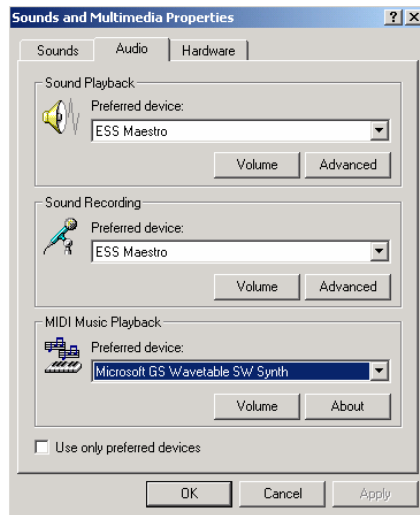 Sounds and Multimedia Properties
Sounds Audio Hardware
Sound Playback
Preferred device:
ESS Maestro
Volume Advanced
Sound Recording
Preferred device:
ESS Maestro
Volume Advanced
MIDI Music Playback
Preferred device:
Microsoft GS Wavetable SW Synth
Volume About
Use only preferred devices
OK Cancel Apply